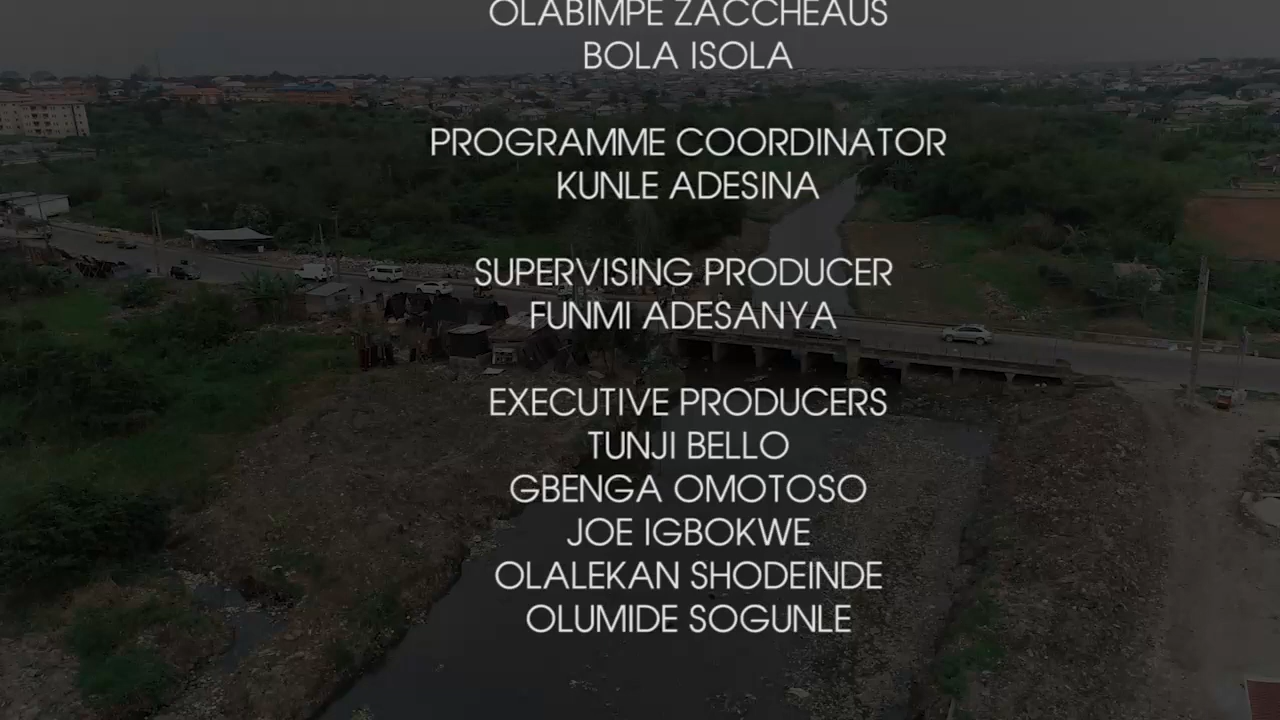 OLABIMPE ZACCHEAUS
BOLA ISOLA
PROGRAMME COORDINATOR
KUNLE ADESINA
SUPERVISING PRODUCER
FUNMI ADESANYA
EXECUTIVE PRODUCERS
TUNJI BELLO
GBENGA OMOTOSO
JOE IGBOKWE
OLALEKAN SHODEINDE
OLUMIDE SOGUNLE